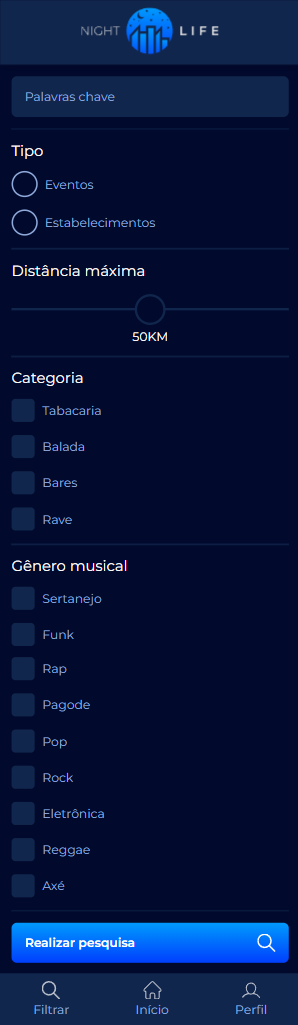 NIGHT LIFE
Palavras chave
Tipo
Eventos
Estabelecimentos
Distância máxima
50KM
Categoria
Tabacaria
Balada
Bares
Rave
Gênero musical
Sertanejo
Funk
Rap
Pagode
Pop
Rock
Eletrônica
Reggae
Axé
Realizar pesquisa
Filtrar Início Perfil